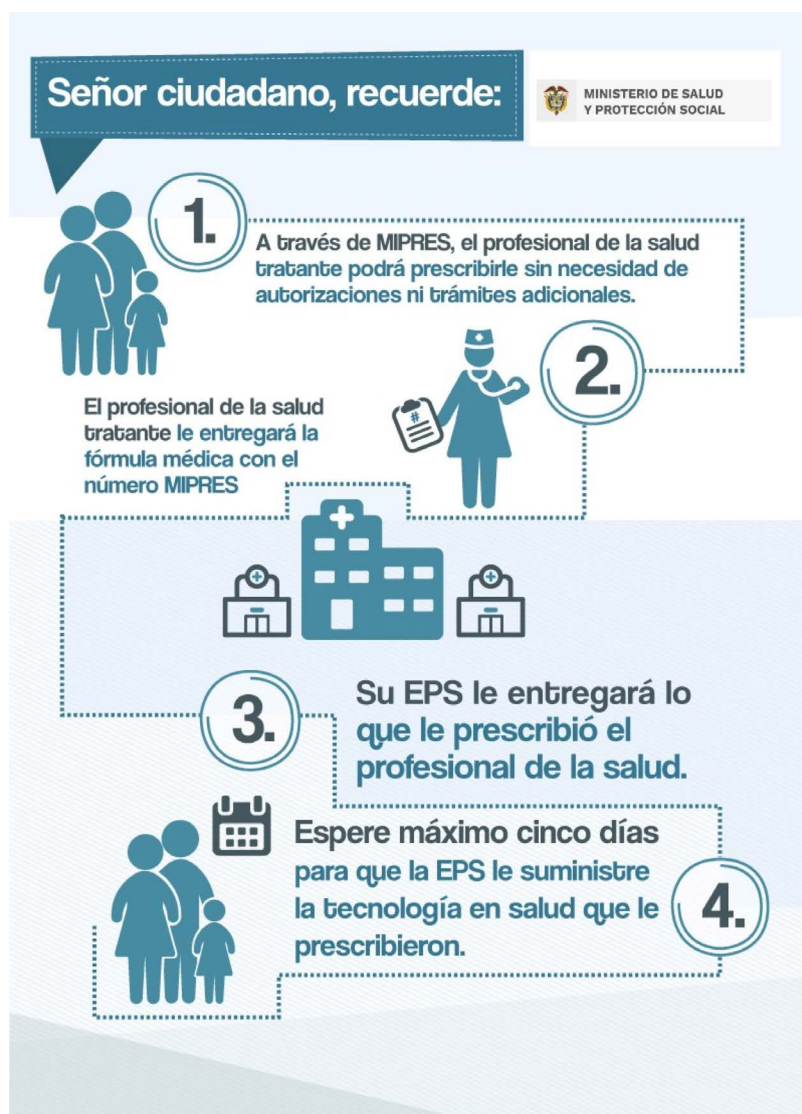 Señor ciudadano, recuerde:
MINISTERIO DE SALUD
Y PROTECCIÓN SOCIAL
1.
A través de MIPRES, el profesional de la salud
tratante podrá prescribirle sin necesidad de
autorizaciones ni trámites adicionales.
2.
#
El profesional de la salud
tratante le entregará la
fórmula médica con el
número MIPRES
3.
Su EPS le entregará lo
que le prescribió el
profesional de la salud.
Espere máximo cinco días
para que la EPS le suministre
la tecnología en salud que le
prescribieron.
4.